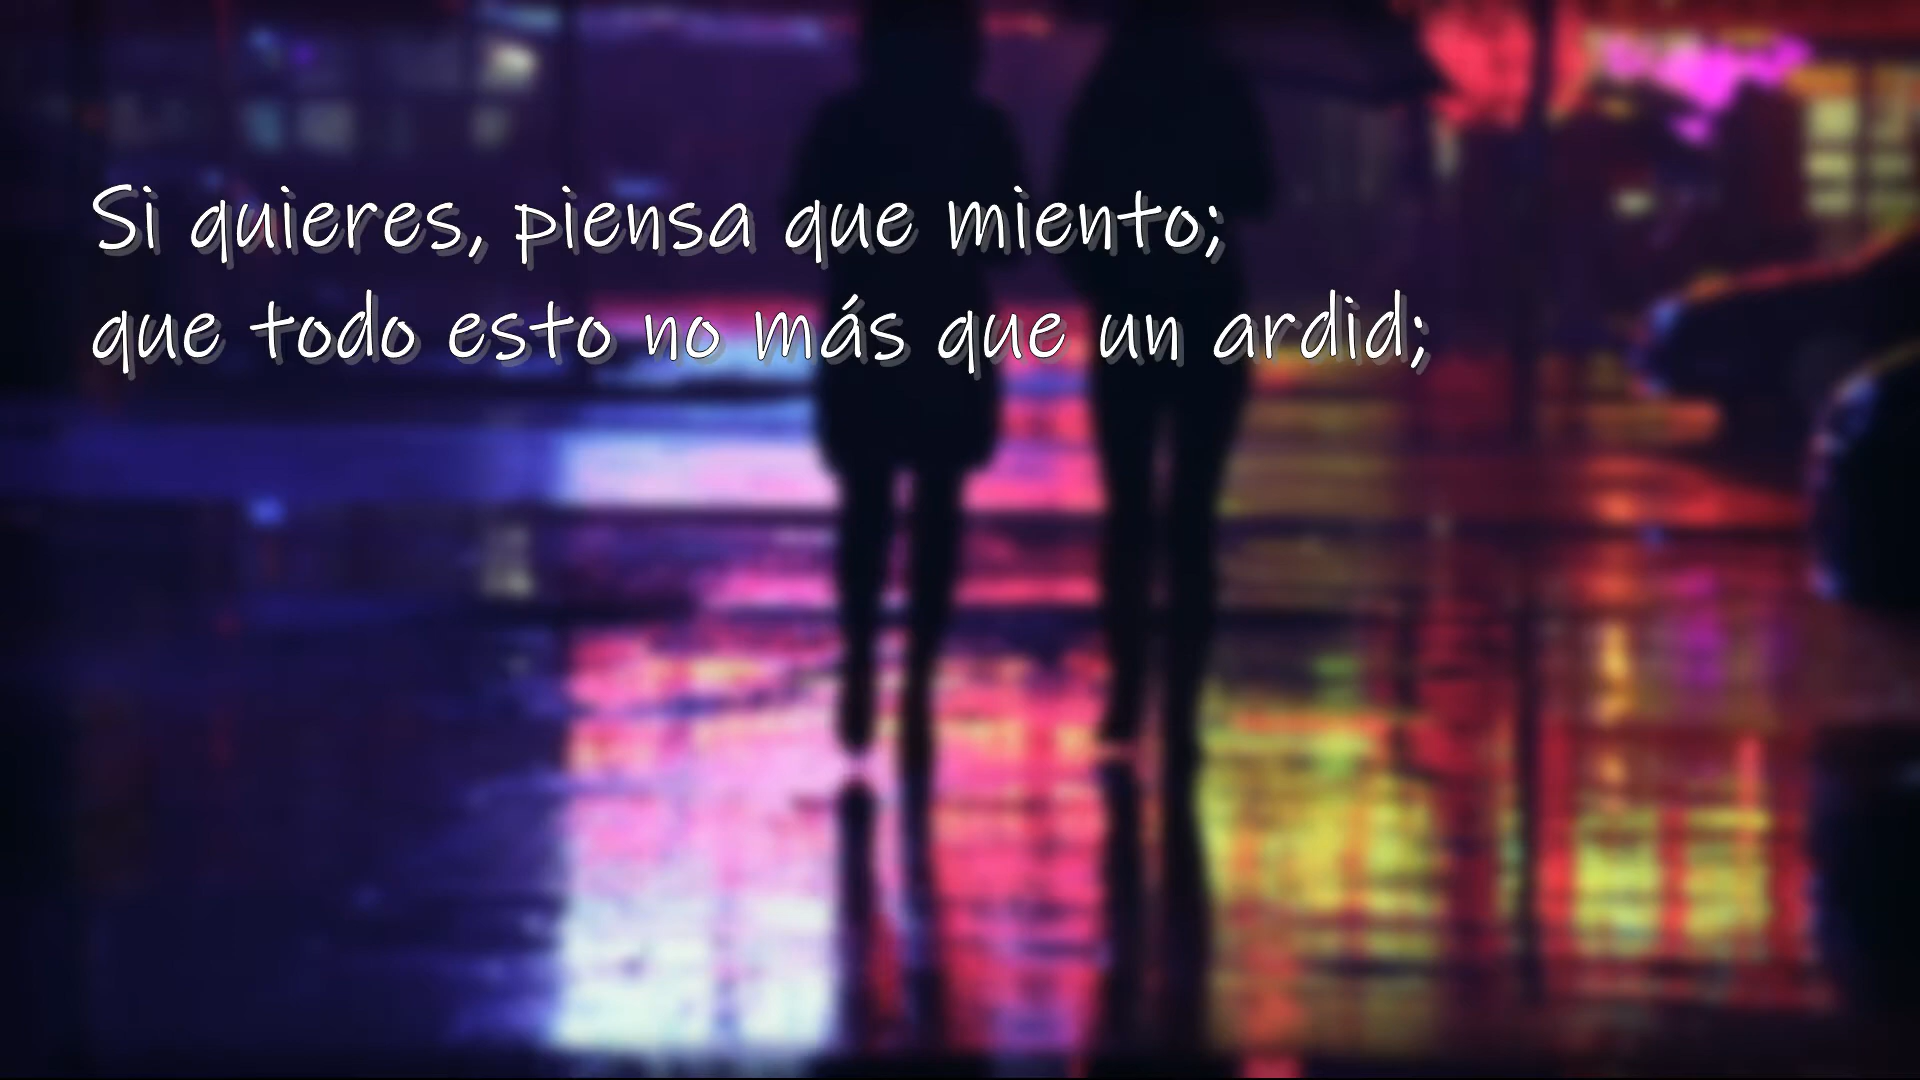 Si quieres, piensa que miento;
que todo esto no más que un ardid;